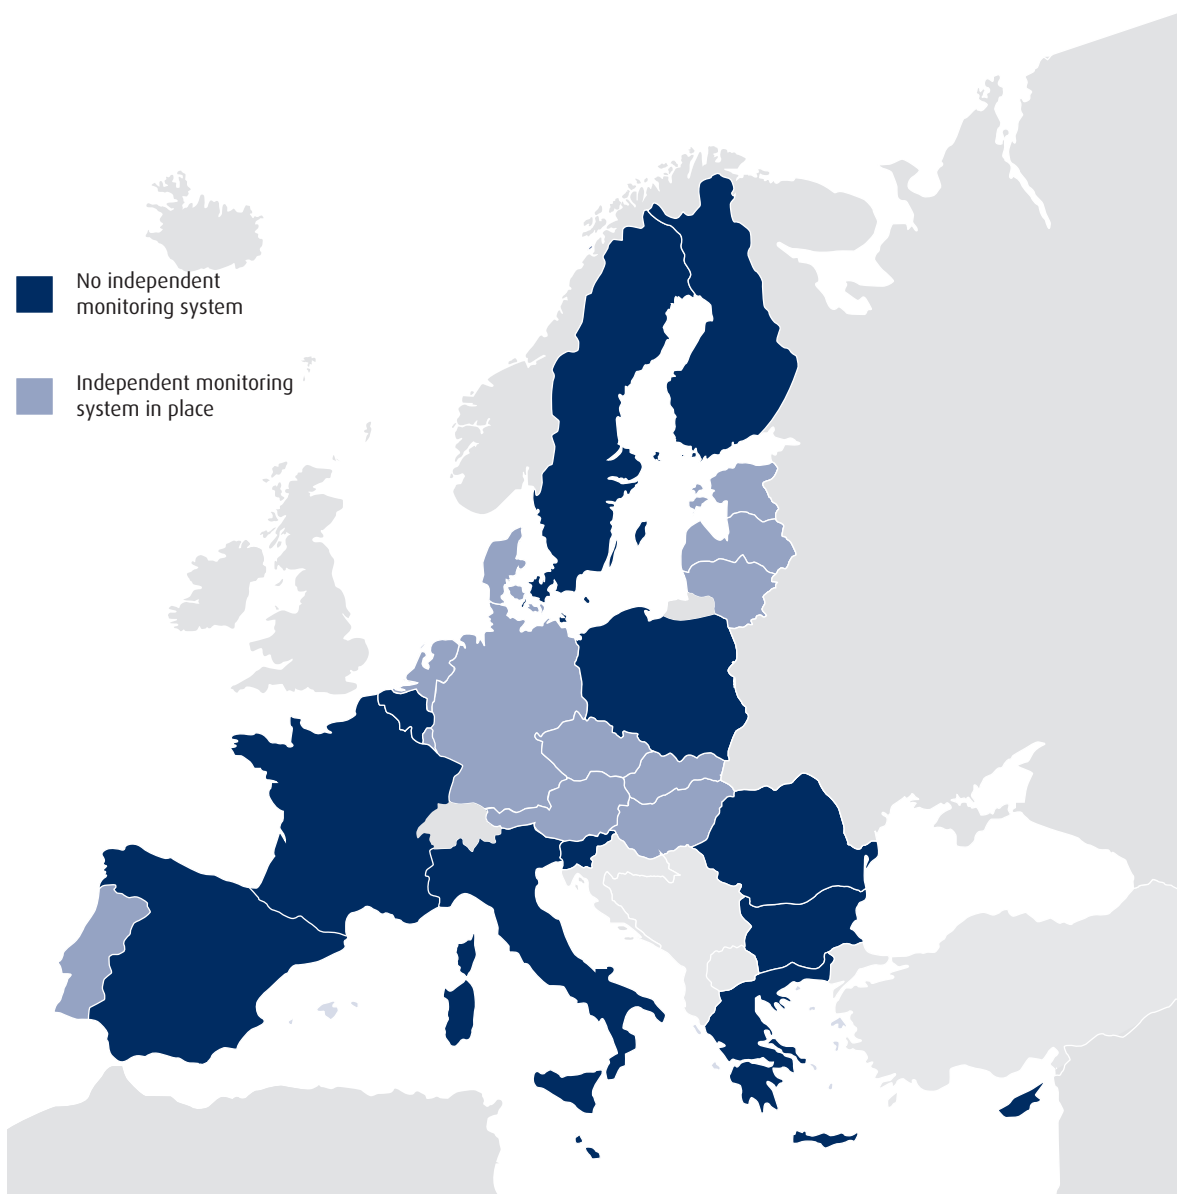 No independent
monitoring system
Independent monitoring
system in place